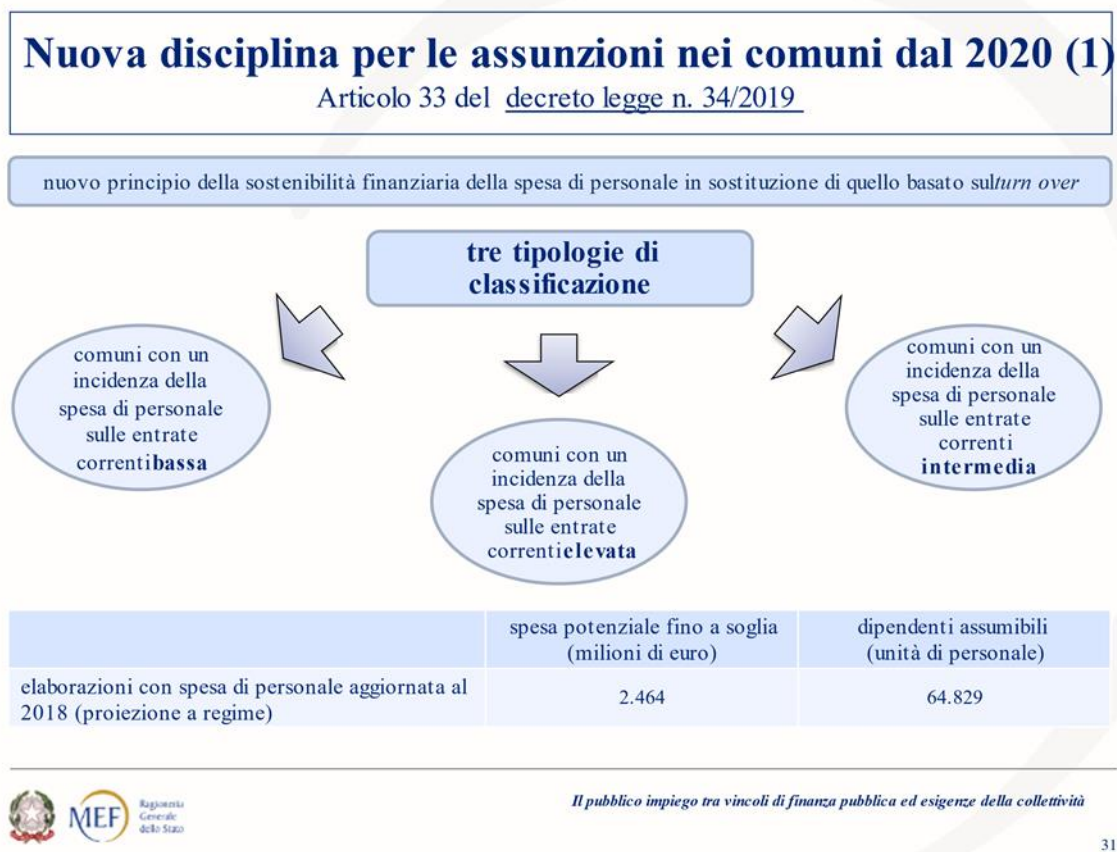 Nuova disciplina per le assunzioni nei comuni dal 2020 (1)
Articolo 33 del decreto legge n. 34/2019
nuovo principio della sostenibilità finanziaria della spesa di personale in sostituzione di quello basato sulturn over
tre tipologie di
classificazione
comuni con un
incidenza della
spesa di personale
sulle entrate
correntibassa
comuni con un
incidenza della
spesa di personale
sulle entrate
correntielevata
comuni con un
incidenza della
spesa di personale
sulle entrate
correnti
intermedia
spesa potenziale fino a soglia
(milioni di euro)
dipendenti assumibili
(unità di personale)
elaborazioni con spesa di personale aggiornata al
2018 (proiezione a regime)
2.464
64.829
MEF
Ragioneria
Generale
dello Stato
Il pubblico impiego tra vincoli di finanza pubblica ed esigenze della collettività
31